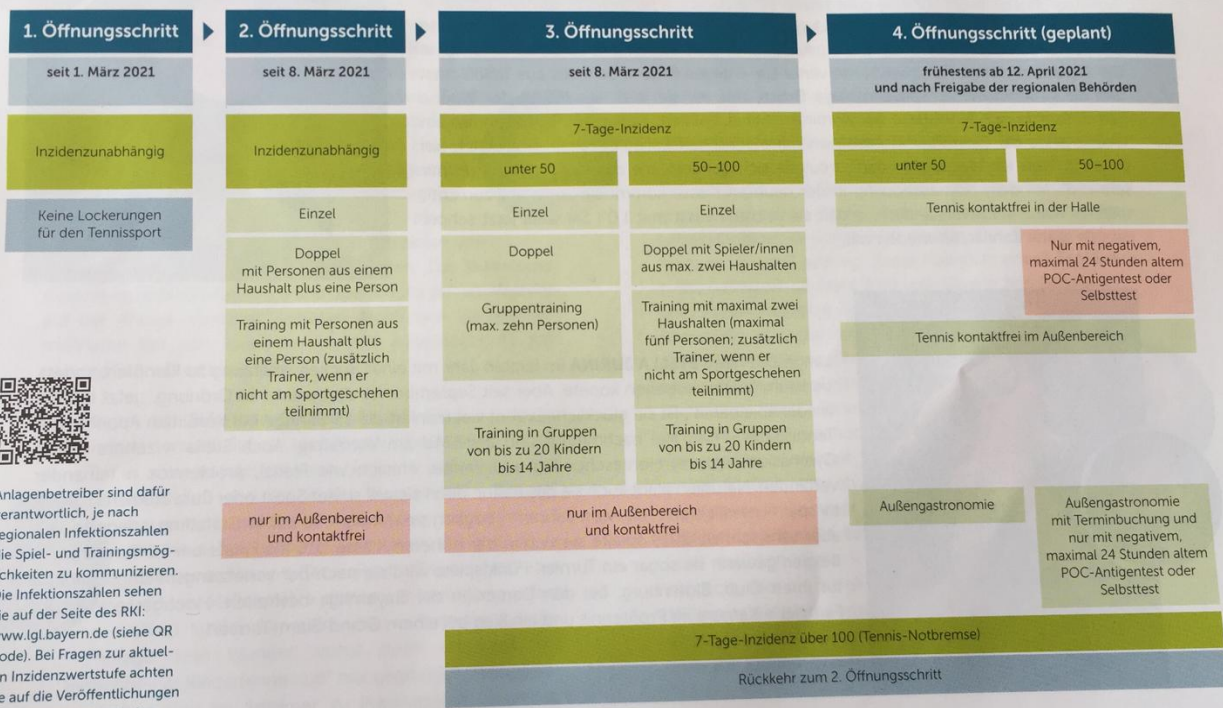 1. Öffnungsschritt
seit 1. März 2021
Inzidenzunabhängig
Keine Lockerungen
für den Tennissport
2. Öffnungsschritt
seit 8. März 2021
Inzidenzunabhängig
Einzel
Doppel
mit Personen aus einem
Haushalt plus eine Person
Training mit Personen aus
einem Haushalt plus
eine Person (zusätzlich
Trainer, wenn er
nicht am Sportgeschehen
teilnimmt)
nur im Außenbereich
und kontaktfrei
3. Öffnungsschritt
seit 8. März 2021
7-Tage-Inzidenz
unter 50
Einzel
Doppel
Gruppentraining
(max. zehn Personen)
Training in Gruppen
von bis zu 20 Kindern
bis 14 Jahre
50–100
Einzel
Doppel mit Spieler/innen
aus max. zwei Haushalten
Training mit maximal zwei
Haushalten (maximal
fünf Personen; zusätzlich
Trainer, wenn er
nicht am Sportgeschehen
teilnimmt)
Training in Gruppen
von bis zu 20 Kindern
bis 14 Jahre
nur im Außenbereich
und kontaktfrei
4. Öffnungsschritt (geplant)
frühestens ab 12. April 2021
und nach Freigabe der regionalen Behörden
7-Tage-Inzidenz
unter 50
50–100
Tennis kontaktfrei in der Halle
Nur mit negativem,
maximal 24 Stunden altem
POC-Antigentest oder
Selbsttest
Tennis kontaktfrei im Außenbereich
Außengastronomie
Außengastronomie
mit Terminbuchung und
nur mit negativem,
maximal 24 Stunden altem
POC-Antigentest oder
Selbsttest
7-Tage-Inzidenz über 100 (Tennis-Notbremse)
Rückkehr zum 2. Öffnungsschritt
Anlagenbetreiber sind dafür
verantwortlich, je nach
regionalen Infektionszahlen
die Spiel- und Trainingsmög-
lichkeiten zu kommunizieren.
Die Infektionszahlen sehen
Sie auf der Seite des RKI:
www.lgl.bayern.de (siehe QR
ode). Bei Fragen zur aktuel-
n Inzidenzwertstufe achten
e auf die Veröffentlichungen